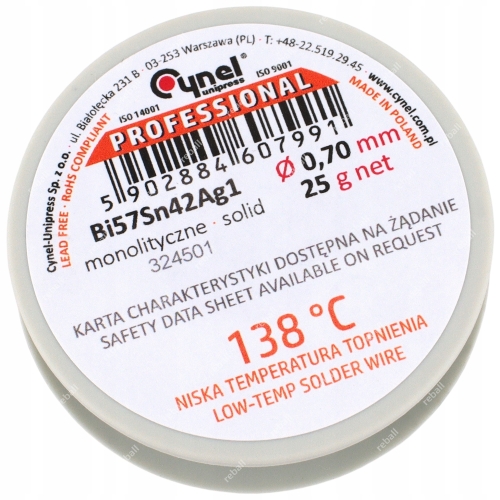 Cynel-Unipress Sp. z o.o. · ul. Białołęcka 231 B · 03-253 Warszawa (PL) · T: +48-22.519.29.45 · www.cynel.com.pl
LEAD FREE · RoHS COMPLIANT
ISO 14001
Cynel®
unipress
ISO 9001
MADE IN POLAND
PROFESSIONAL
5 902884 607991
Bi57Sn42Ag1
Ø 0,70 mm
monolityczne · solid
25 g net
324501
KARTA CHARAKTERYSTYKI DOSTĘPNA NA ŻĄDANIE
SAFETY DATA SHEET AVAILABLE ON REQUEST
138 °C
NISKA TEMPERATURA TOPNIENIA
LOW-TEMP SOLDER WIRE
reball